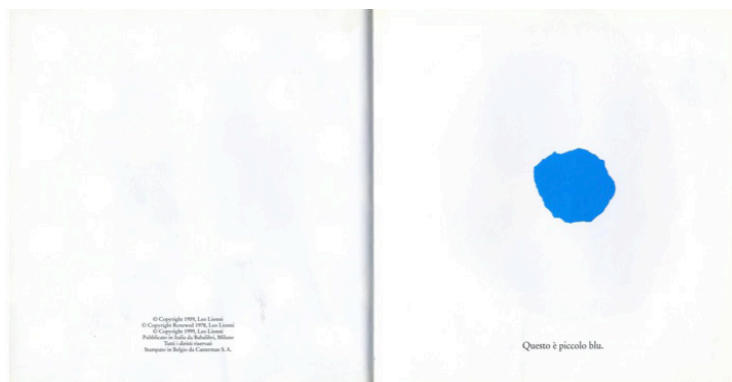 © Copyright 1959, Leo Lionni
© Copyright Renewed 1978, Leo Lionni
© Copyright 1999, Leo Lionni
Pubblicato in Italia da Babalibri, Milano
Tutti i diritti riservati
Stampato in Belgio da Casterman S. A.
Questo è piccolo blu.